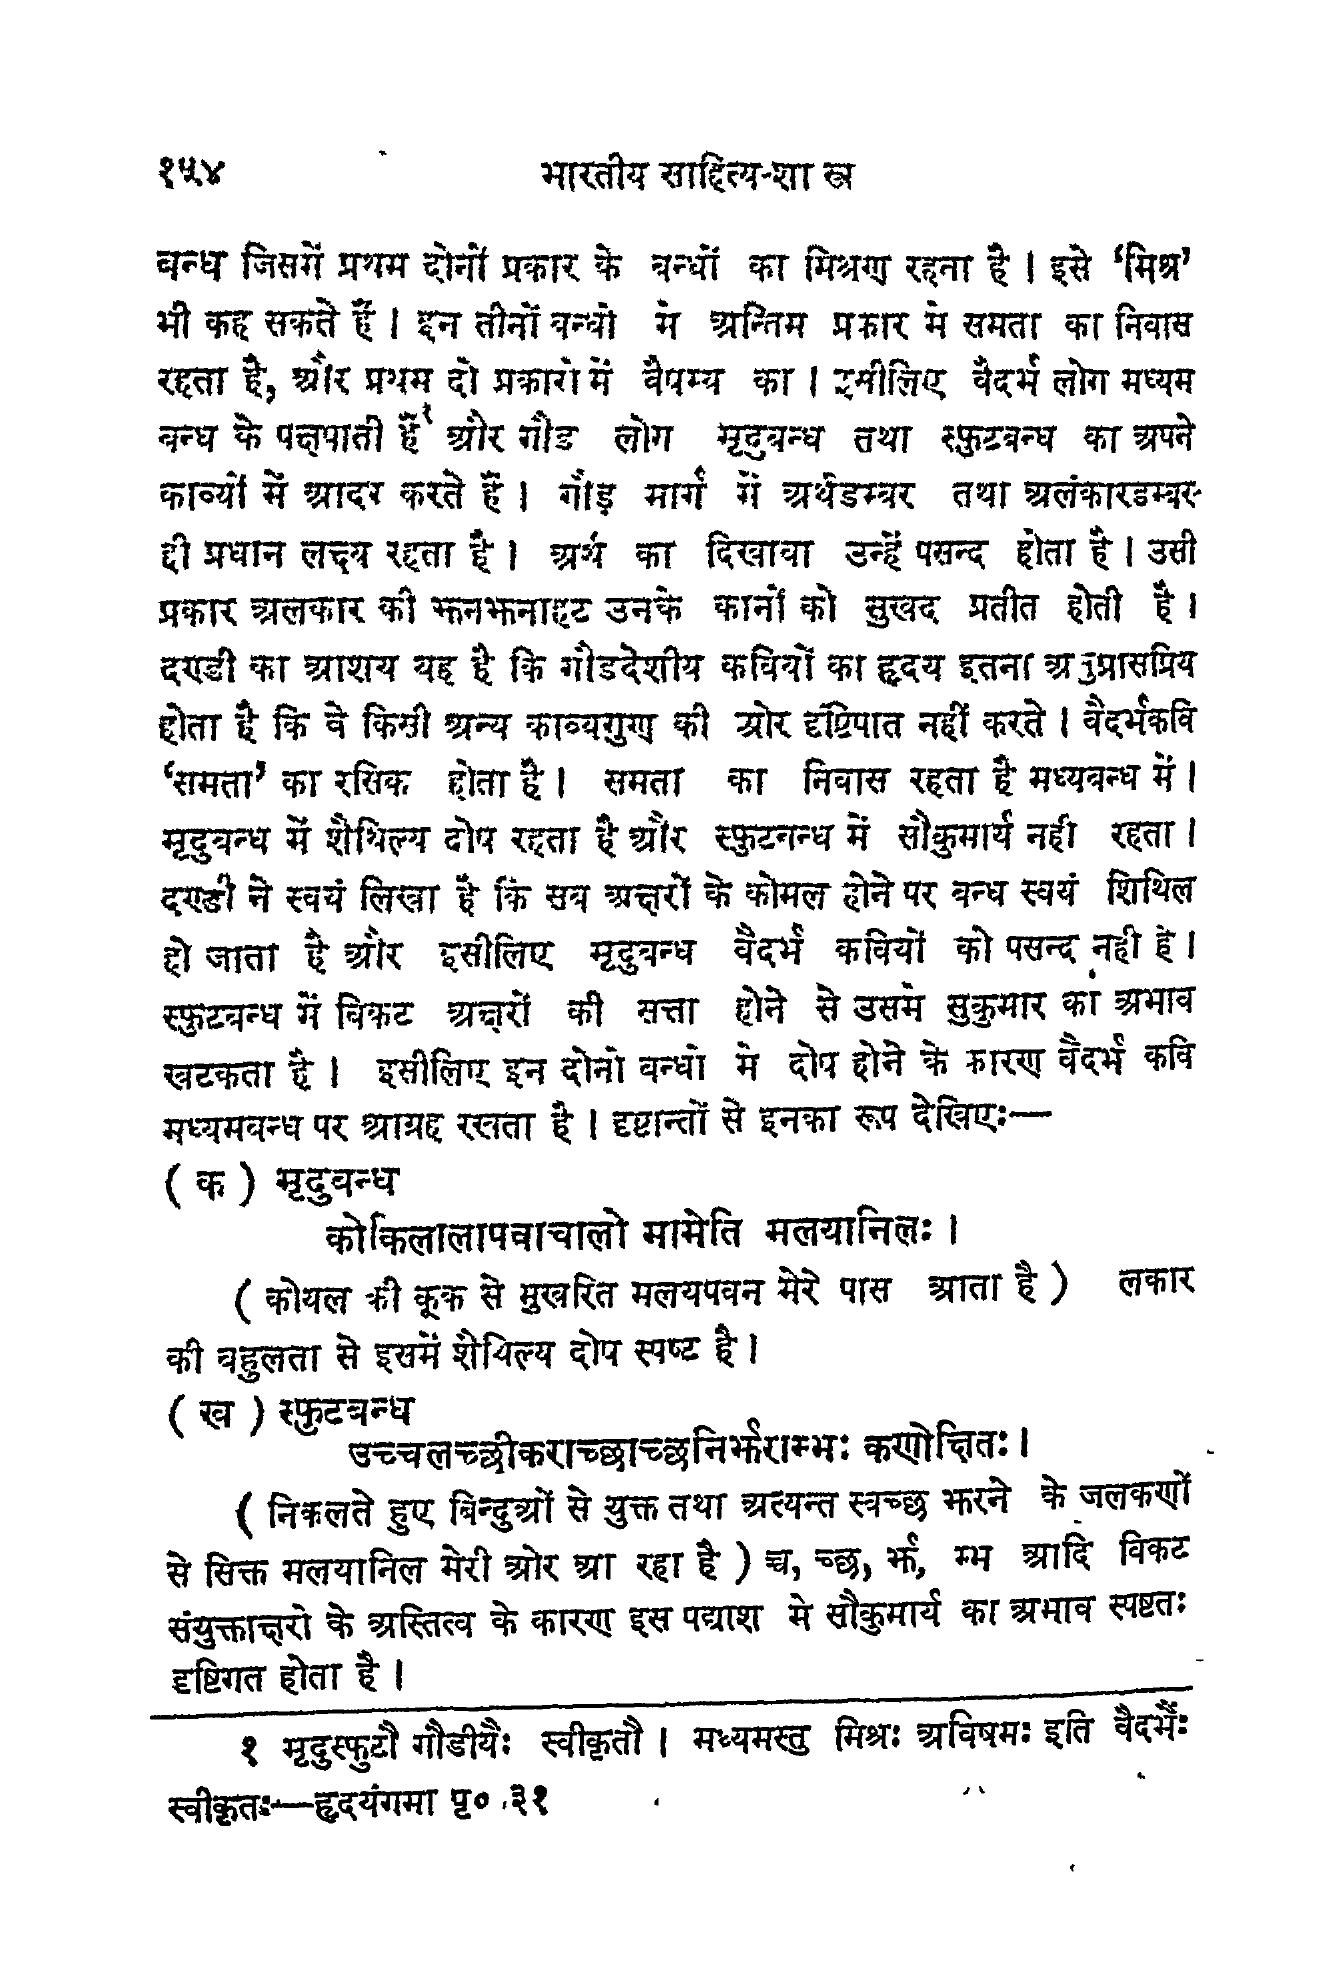 १५४ भारतीय साहित्य-शास्त्र
बन्ध जिसमें प्रथम दोनों प्रकार के बन्धों का मिश्रण रहना है । इसे ‘मिश्र’
भी कह सकते हैं । इन तीनों बन्धो मे अन्तिम प्रकार मे समता का निवास
रहता है, और प्रथम दो प्रकारो में वैषम्य का । इसीलिए वैदर्भ लोग मध्यम
बन्ध के पक्षपाती हैं१ और गौड लोग मृदुबन्ध तथा स्फुटबन्ध का अपने
काव्यों में आदर करते हैं । गौड़ मार्ग में अर्थडम्बर तथा अलंकारडम्बर-
ही प्रधान लक्ष्य रहता है । अर्थ का दिखावा उन्हें पसन्द होता है । उसी
प्रकार अलकार की झनझनाहट उनके कानों को सुखद प्रतीत होती है ।
दण्डी का आशय यह है कि गौडदेशीय कवियों का हृदय इतना अनुप्रासप्रिय
होता है कि वे किसी अन्य काव्यगुण की ओर दृष्टिपात नहीं करते । वैदर्भकवि
‘समता’ का रसिक होता है । समता का निवास रहता है मध्यबन्ध में ।
मृदुबन्ध में शैथिल्य दोष रहता है और स्फुटबन्ध में सौकुमार्य नही रहता ।
दण्डी ने स्वयं लिखा है कि सब अक्षरों के कोमल होने पर बन्ध स्वयं शिथिल
हो जाता है और इसीलिए मृदुबन्ध वैदर्भ कवियों को पसन्द नही है ।
स्फुटबन्ध में विकट अक्षरों की सत्ता होने से उसमे सुकुमार का अभाव
खटकता है । इसीलिए इन दोनो बन्धो मे दोष होने के कारण वैदर्भ कवि
मध्यमबन्ध पर आग्रह रखता है । दृष्टान्तों से इनका रूप देखिए:—
( क ) मृदुबन्ध
कोकिलालापवाचालो मामेति मलयानिलः ।
( कोयल की कूक से मुखरित मलयपवन मेरे पास आता है ) लकार
की बहुलता से इसमें शैथिल्य दोष स्पष्ट है ।
( ख ) स्फुटबन्ध
उच्चलच्छीकराच्छाच्छनिर्झराम्भः कणोक्षितः ।
( निकलते हुए बिन्दुओं से युक्त तथा अत्यन्त स्वच्छ झरने के जलकणों
से सिक्त मलयानिल मेरी ओर आ रहा है ) च्च, च्छ, र्झ, म्भ आदि विकट
संयुक्ताक्षरो के अस्तित्व के कारण इस पद्याश मे सौकुमार्य का अभाव स्पष्टतः
दृष्टिगत होता है ।
१ मृदुस्फुटौ गौडीयैः स्वीकृतौ । मध्यमस्तु मिश्रः अविषमः इति वैदर्भैः
स्वीकृतः—हृदयंगमा पृ० ३१